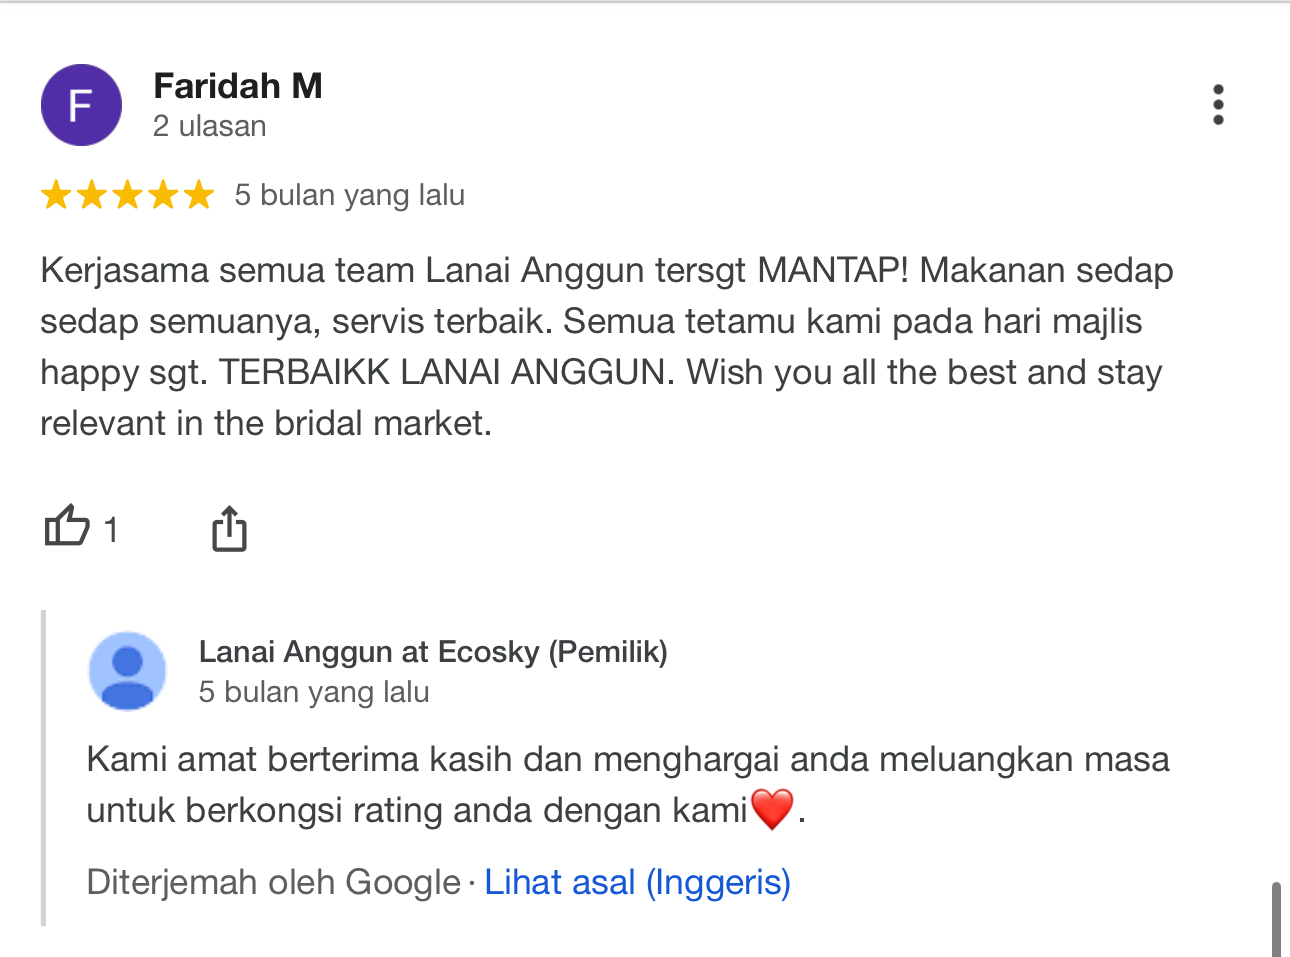 F
Faridah M
2 ulasan
5 bulan yang lalu
Kerjasama semua team Lanai Anggun tersgt MANTAP! Makanan sedap
sedap semuanya, servis terbaik. Semua tetamu kami pada hari majlis
happy sgt. TERBAIKK LANAI ANGGUN. Wish you all the best and stay
relevant in the bridal market.
1
Lanai Anggun at Ecosky (Pemilik)
5 bulan yang lalu
Kami amat berterima kasih dan menghargai anda meluangkan masa
untuk berkongsi rating anda dengan kami❤️.
Diterjemah oleh Google · Lihat asal (Inggeris)